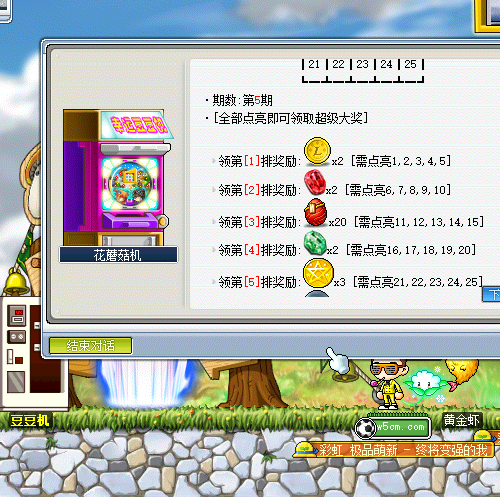 ┃21┃22┃23┃24┃25┃
·期数:第5期
·[全部点亮即可领取超级大奖]
幸运豆豆机
领第[1]排奖励: x2 [需点亮1,2,3,4,5]
领第[2]排奖励: x2 [需点亮6,7,8,9,10]
领第[3]排奖励: x20 [需点亮11,12,13,14,15]
领第[4]排奖励: x2 [需点亮16,17,18,19,20]
花蘑菇机
领第[5]排奖励: x3 [需点亮21,22,23,24,25]
下
结束对话
豆豆机
黄金虾
w5cm.com
彩虹 极品萌新 - 终将变强的我